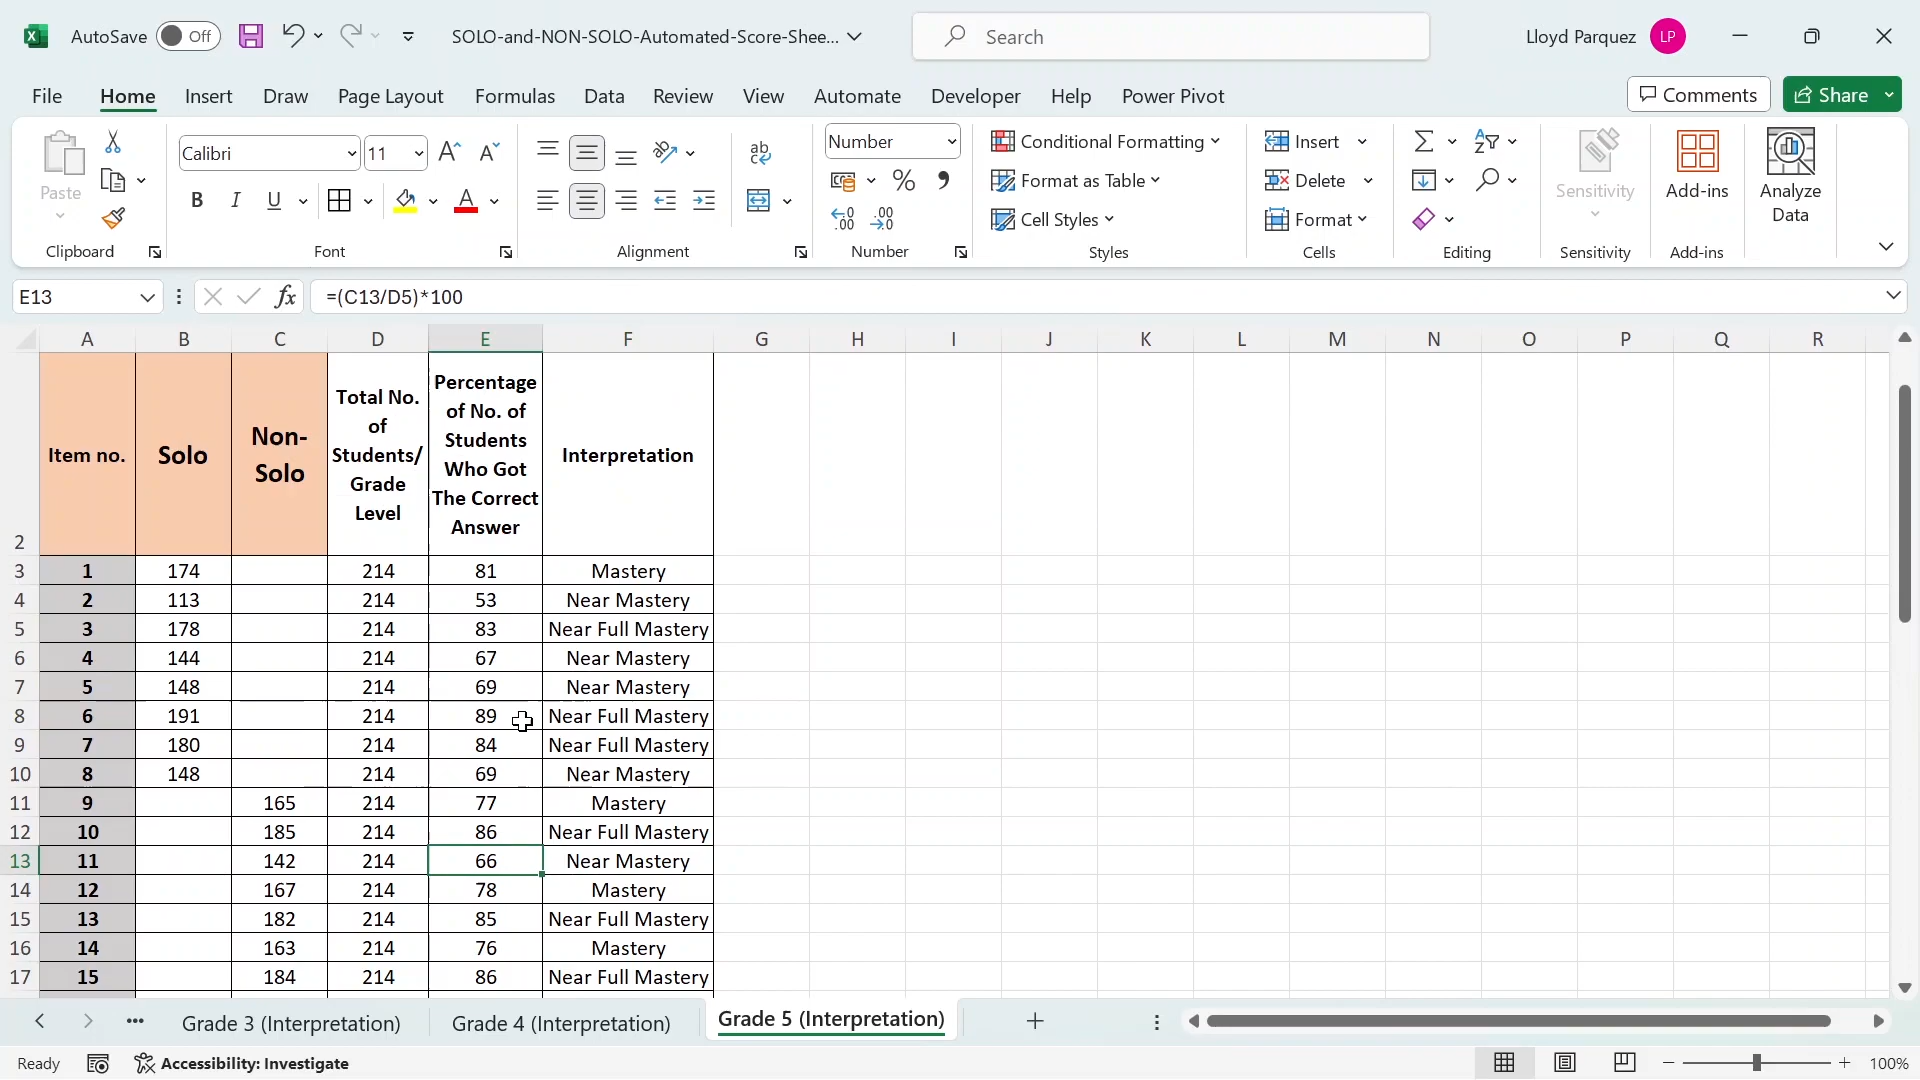 AutoSave Off SOLO-and-NON-SOLO-Automated-Score-Shee... Search Lloyd Parquez LP
File Home Insert Draw Page Layout Formulas Data Review View Automate Developer Help Power Pivot Comments Share
Paste
Clipboard
Calibri 11
B I U A
Font
ab
Alignment
Number
Number
Conditional Formatting
Format as Table
Cell Styles
Styles
Insert
Delete
Format
Cells
Editing
Sensitivity
Sensitivity
Add-ins
Add-ins
Analyze
Data
E13 fx =(C13/D5)*100
A B C D E F G H I J K L M N O P Q R
2
Item no.
Solo
Non-
Solo
Total No.
of
Students/
Grade
Level
Percentage
of No. of
Students
Who Got
The Correct
Answer
Interpretation
3 1 174 214 81 Mastery
4 2 113 214 53 Near Mastery
5 3 178 214 83 Near Full Mastery
6 4 144 214 67 Near Mastery
7 5 148 214 69 Near Mastery
8 6 191 214 89 Near Full Mastery
9 7 180 214 84 Near Full Mastery
10 8 148 214 69 Near Mastery
11 9 165 214 77 Mastery
12 10 185 214 86 Near Full Mastery
13 11 142 214 66 Near Mastery
14 12 167 214 78 Mastery
15 13 182 214 85 Near Full Mastery
16 14 163 214 76 Mastery
17 15 184 214 86 Near Full Mastery
Grade 3 (Interpretation) Grade 4 (Interpretation) Grade 5 (Interpretation)
Ready Accessibility: Investigate 100%